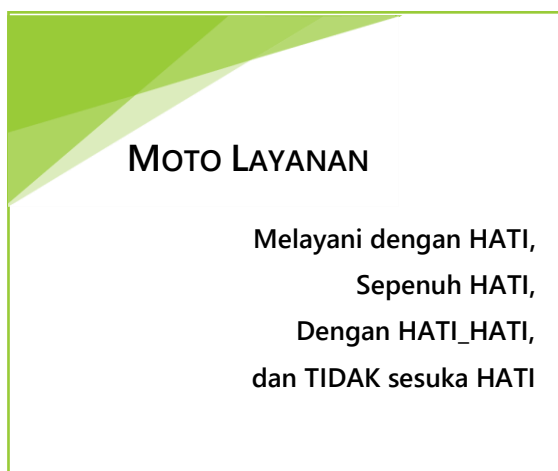 MOTO LAYANAN
Melayani dengan HATI,
Sepenuh HATI,
Dengan HATI_HATI,
dan TIDAK sesuka HATI